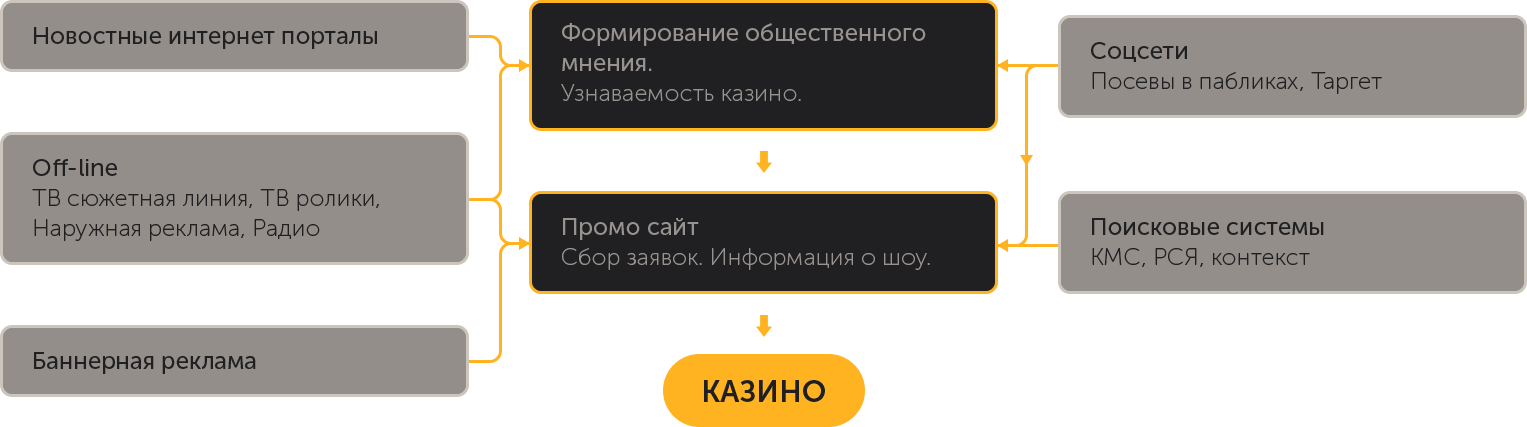 Новостные интернет порталы
Off-line
ТВ сюжетная линия, ТВ ролики,
Наружная реклама, Радио
Баннерная реклама
Формирование общественного
мнения.
Узнаваемость казино.
Промо сайт
Сбор заявок. Информация о шоу.
КАЗИНО
Соцсети
Посевы в пабликах, Таргет
Поисковые системы
КМС, РСЯ, контекст